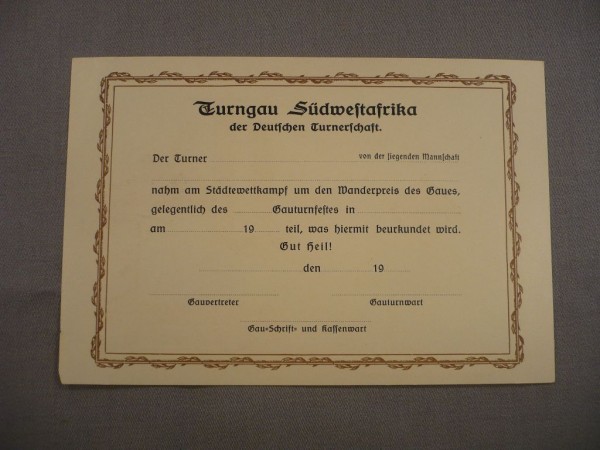 Turngau Südwestafrika
der Deutschen Turnerschaft.
Der Turner von der siegenden Mannschaft
nahm am Städtewettkampf um den Wanderpreis des Gaues,
gelegentlich des Gauturnfestes in
am 19 teil, was hiermit beurkundet wird.
Gut Heil!
den 19
Gauvertreter Gauturnwart
Gau=Schrift= und Kassenwart